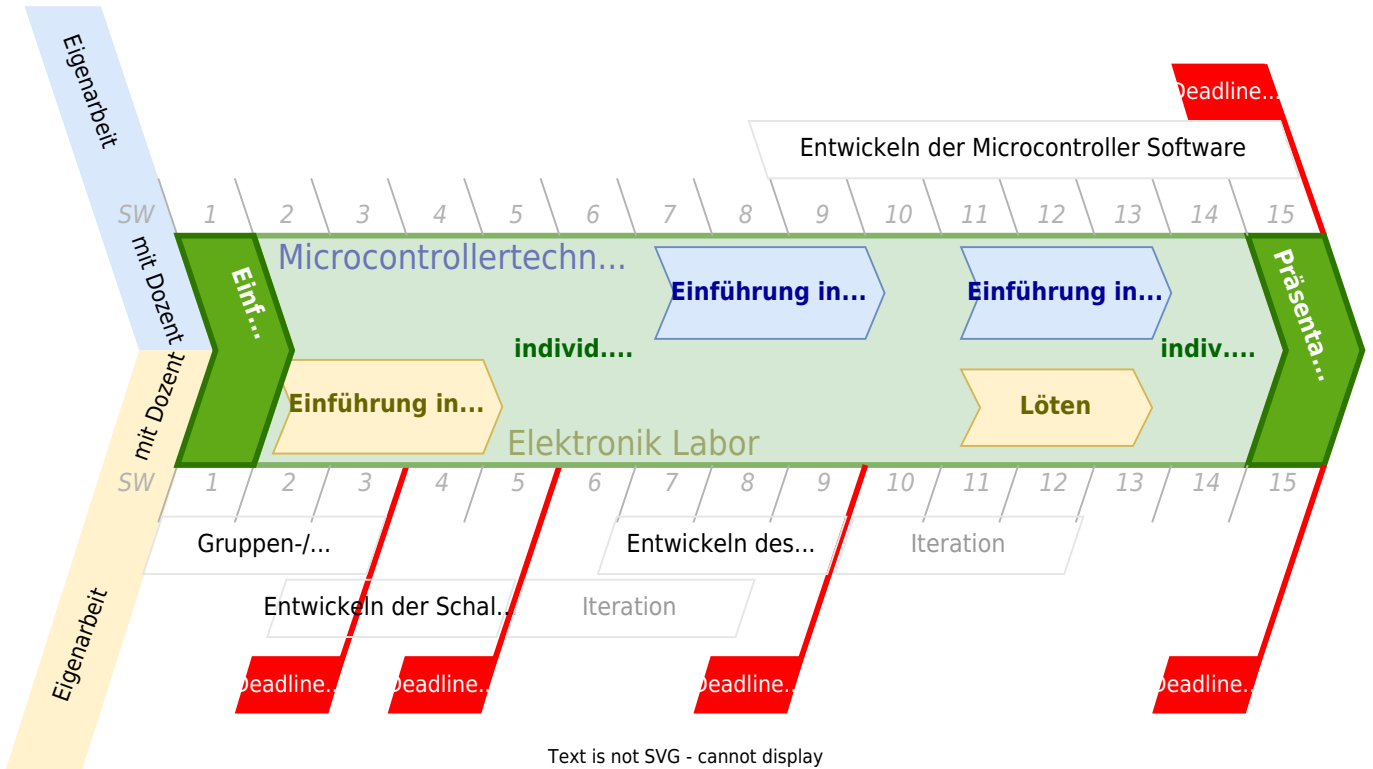 Eigenarbeit
Deadline...
Entwickeln der Microcontroller Software
SW 1 2 3 4 5 6 7 8 9 10 11 12 13 14 15
mit Dozent
Einf...
Microcontrollertechn...
Einführung in...
Einführung in...
Präsenta...
individ....
indiv....
mit Dozent
Einführung in...
Löten
Elektronik Labor
SW 1 2 3 4 5 6 7 8 9 10 11 12 13 14 15
Gruppen-/...
Entwickeln des...
Iteration
Entwickeln der Schal...
Iteration
Eigenarbeit
Deadline...
Deadline...
Deadline...
Deadline...
Text is not SVG - cannot display